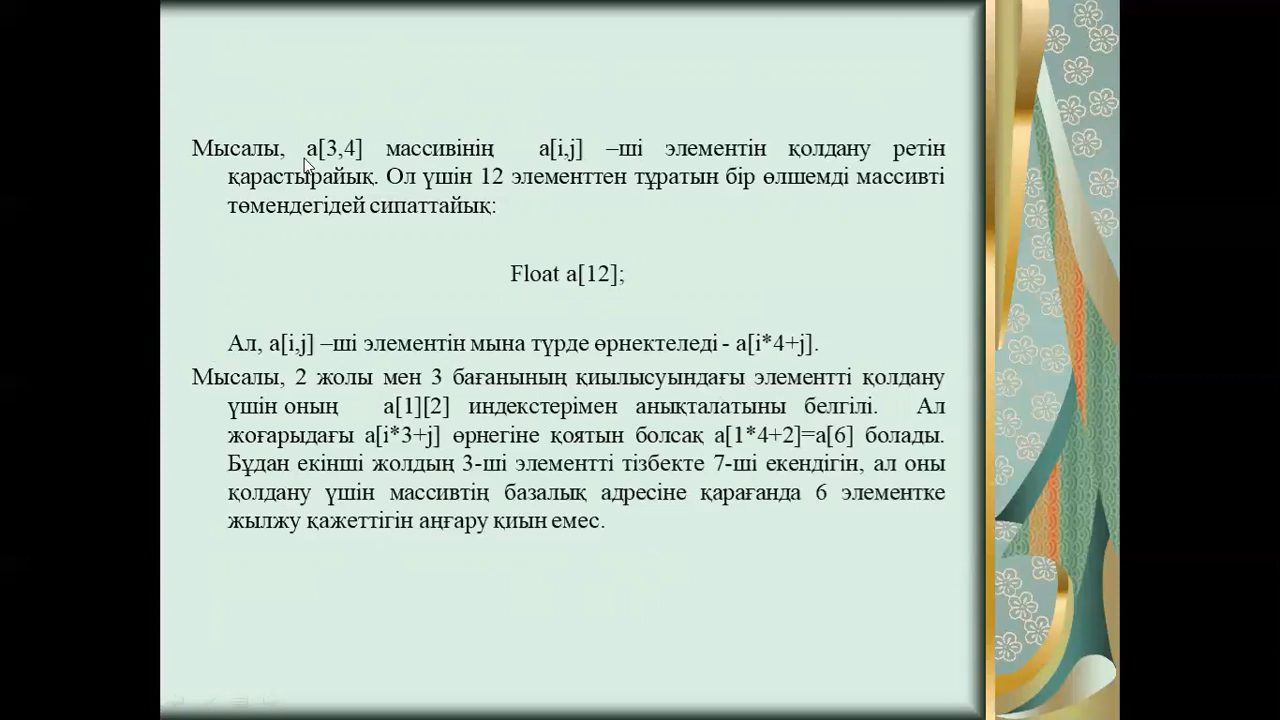 Мысалы, a[3,4] массивінің a[i,j] –ші элементін қолдану ретін
қарастырайық. Ол үшін 12 элементтен тұратын бір өлшемді массивті
төмендегідей сипаттайық:
Float a[12];
Ал, a[i,j] –ші элементін мына түрде өрнектеледі - a[i*4+j].
Мысалы, 2 жолы мен 3 бағанының қиылысуындағы элементті қолдану
үшін оның a[1][2] индекстерімен анықталатыны белгілі. Ал
жоғарыдағы a[i*3+j] өрнегіне қоятын болсақ a[1*4+2]=a[6] болады.
Бұдан екінші жолдың 3-ші элементті тізбекте 7-ші екендігін, ал оны
қолдану үшін массивтің базалық адресіне қарағанда 6 элементке
жылжу қажеттігін аңғару қиын емес.